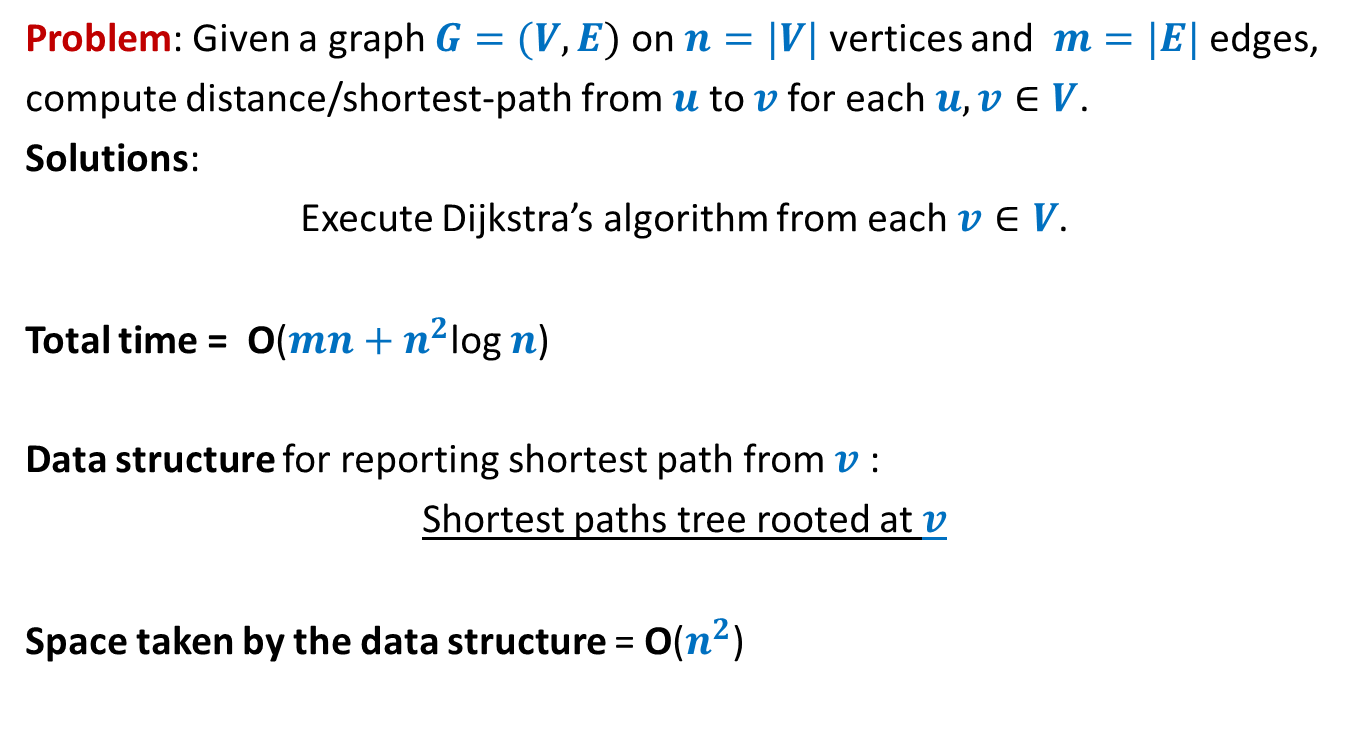 Problem: Given a graph G = (V, E) on n = |V| vertices and m = |E| edges,
compute distance/shortest-path from u to v for each u, v ∈ V.
Solutions:
Execute Dijkstra’s algorithm from each v ∈ V.
Total time = O(mn + n²log n)
Data structure for reporting shortest path from v :
Shortest paths tree rooted at v
Space taken by the data structure = O(n²)